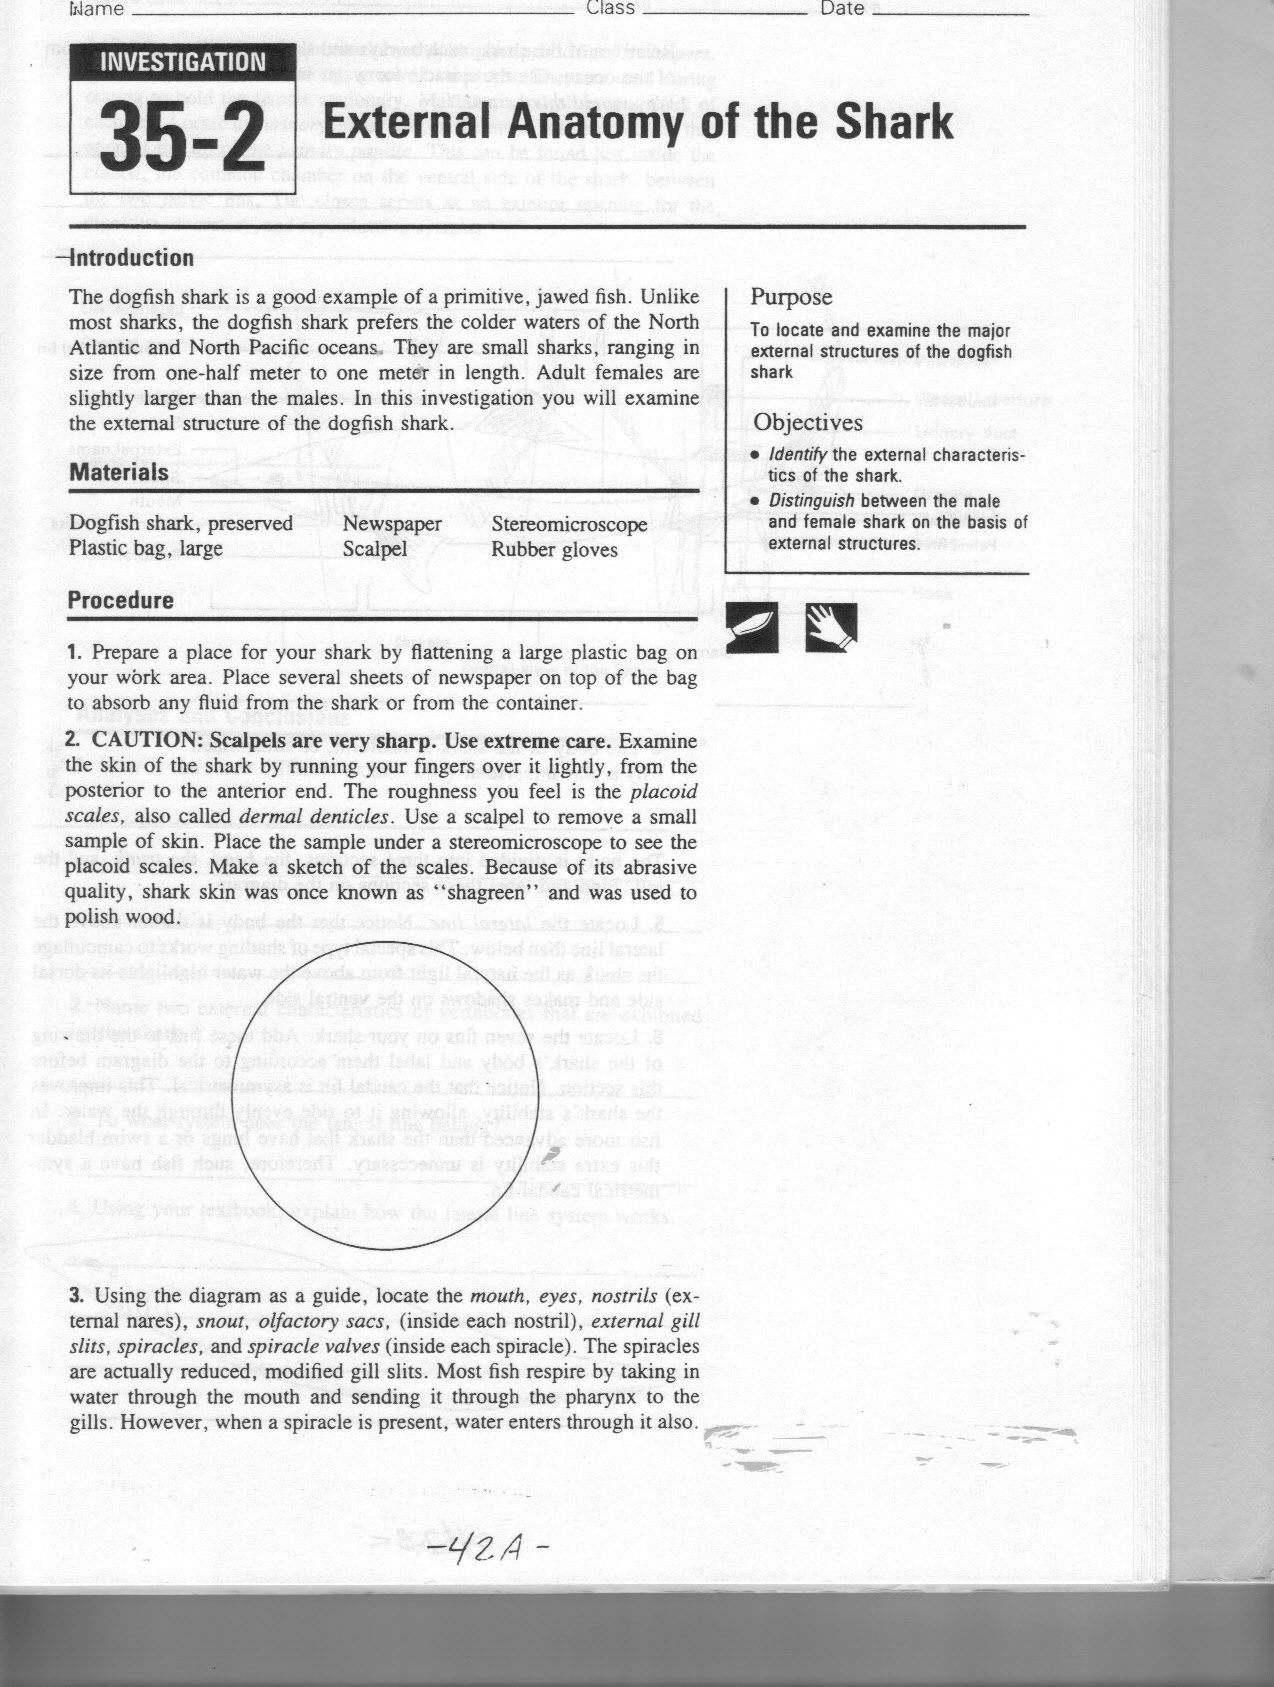 Name Class Date
INVESTIGATION
35-2
External Anatomy of the Shark
Introduction
The dogfish shark is a good example of a primitive, jawed fish. Unlike
most sharks, the dogfish shark prefers the colder waters of the North
Atlantic and North Pacific oceans. They are small sharks, ranging in
size from one-half meter to one meter in length. Adult females are
slightly larger than the males. In this investigation you will examine
the external structure of the dogfish shark.
Materials
Dogfish shark, preserved Newspaper Stereomicroscope
Plastic bag, large Scalpel Rubber gloves
Purpose
To locate and examine the major
external structures of the dogfish
shark
Objectives
• Identify the external characteris-
tics of the shark.
• Distinguish between the male
and female shark on the basis of
external structures.
Procedure
1. Prepare a place for your shark by flattening a large plastic bag on
your work area. Place several sheets of newspaper on top of the bag
to absorb any fluid from the shark or from the container.
2. CAUTION: Scalpels are very sharp. Use extreme care. Examine
the skin of the shark by running your fingers over it lightly, from the
posterior to the anterior end. The roughness you feel is the placoid
scales, also called dermal denticles. Use a scalpel to remove a small
sample of skin. Place the sample under a stereomicroscope to see the
placoid scales. Make a sketch of the scales. Because of its abrasive
quality, shark skin was once known as "shagreen" and was used to
polish wood.
3. Using the diagram as a guide, locate the mouth, eyes, nostrils (ex-
ternal nares), snout, olfactory sacs, (inside each nostril), external gill
slits, spiracles, and spiracle valves (inside each spiracle). The spiracles
are actually reduced, modified gill slits. Most fish respire by taking in
water through the mouth and sending it through the pharynx to the
gills. However, when a spiracle is present, water enters through it also.
-42A-